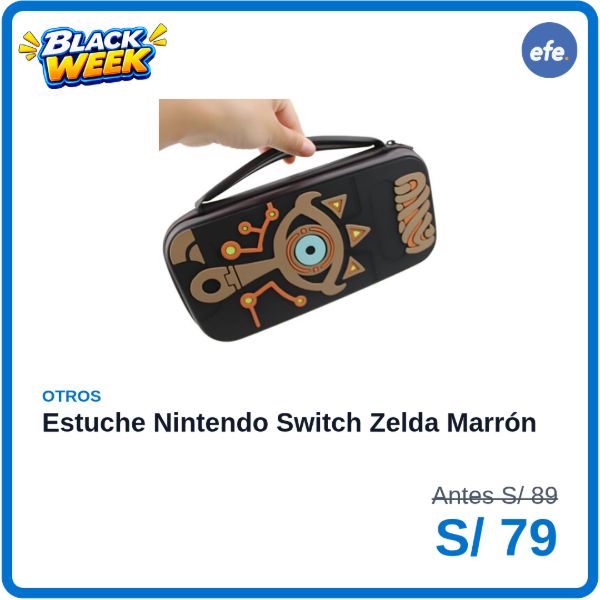 BLACK
WEEK
efe.
OTROS
Estuche Nintendo Switch Zelda Marrón
Antes S/ 89
S/ 79